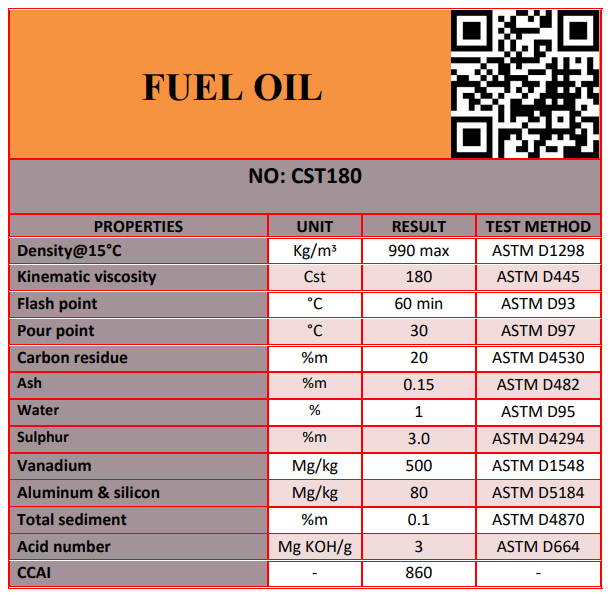 FUEL OIL
NO: CST180
PROPERTIES UNIT RESULT TEST METHOD
Density@15°C Kg/m³ 990 max ASTM D1298
Kinematic viscosity Cst 180 ASTM D445
Flash point °C 60 min ASTM D93
Pour point °C 30 ASTM D97
Carbon residue %m 20 ASTM D4530
Ash %m 0.15 ASTM D482
Water % 1 ASTM D95
Sulphur %m 3.0 ASTM D4294
Vanadium Mg/kg 500 ASTM D1548
Aluminum & silicon Mg/kg 80 ASTM D5184
Total sediment %m 0.1 ASTM D4870
Acid number Mg KOH/g 3 ASTM D664
CCAI - 860 -